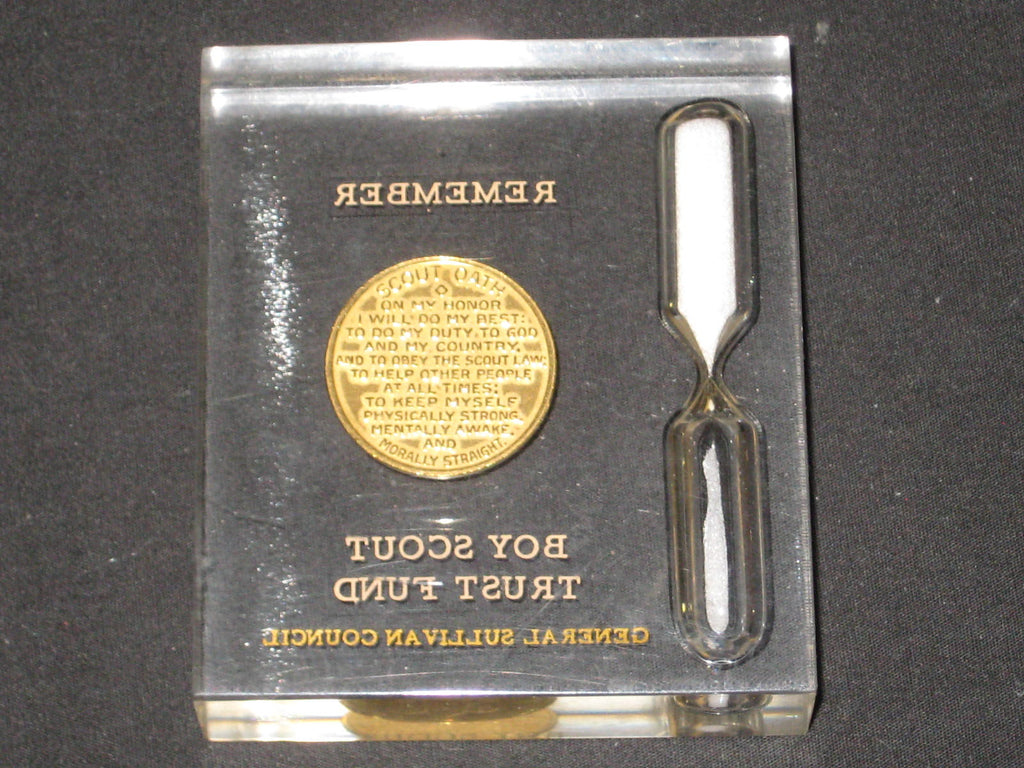 REMEMBER
SCOUT OATH
ON MY HONOR
I WILL DO MY BEST:
TO DO MY DUTY TO GOD
AND MY COUNTRY,
AND TO OBEY THE SCOUT LAW;
TO HELP OTHER PEOPLE
AT ALL TIMES;
TO KEEP MYSELF
PHYSICALLY STRONG,
MENTALLY AWAKE,
AND
MORALLY STRAIGHT.
BOY SCOUT
TRUST FUND
GENERAL SULLIVAN COUNCIL